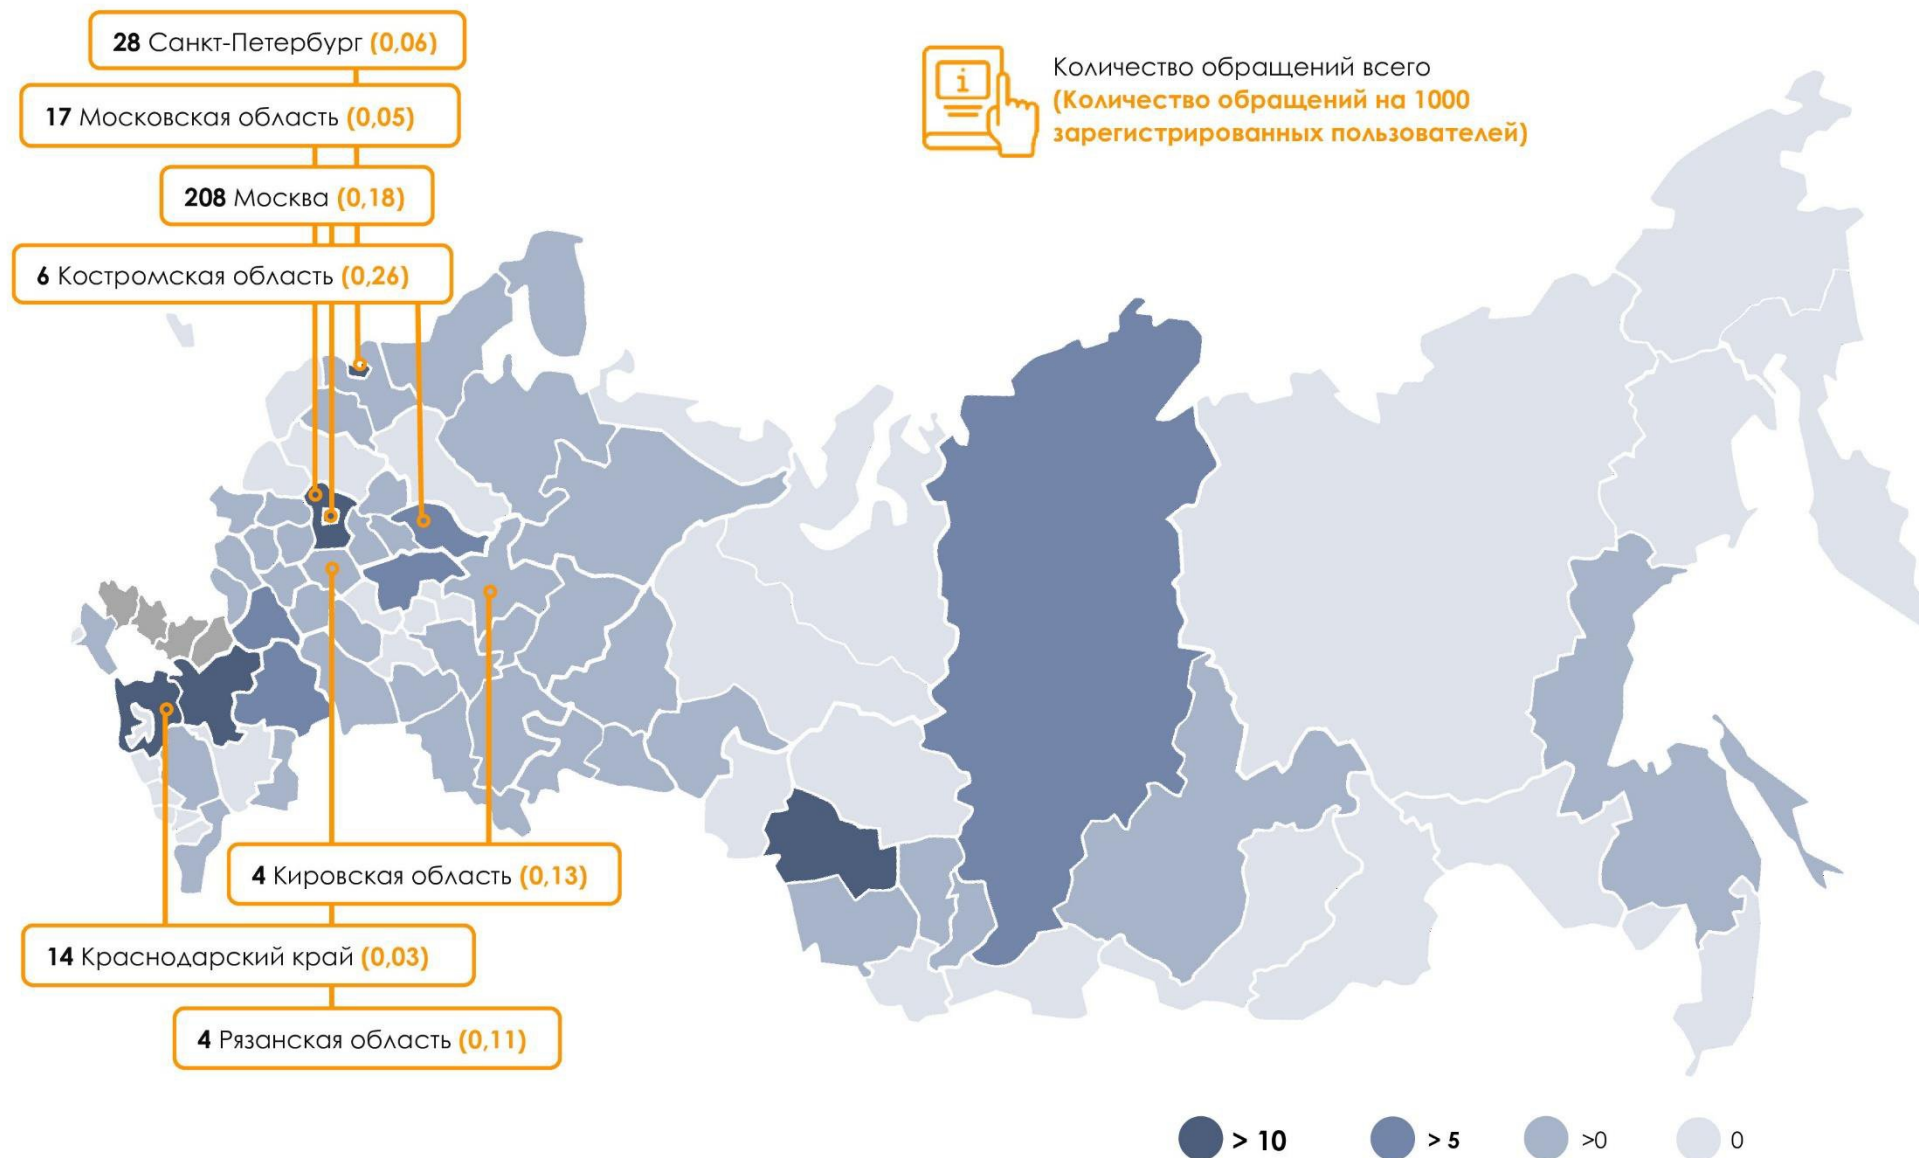 28 Санкт-Петербург (0,06)
17 Московская область (0,05)
208 Москва (0,18)
6 Костромская область (0,26)
i
Количество обращений всего
(Количество обращений на 1000
зарегистрированных пользователей)
4 Кировская область (0,13)
14 Краснодарский край (0,03)
4 Рязанская область (0,11)
> 10
> 5
>0
0